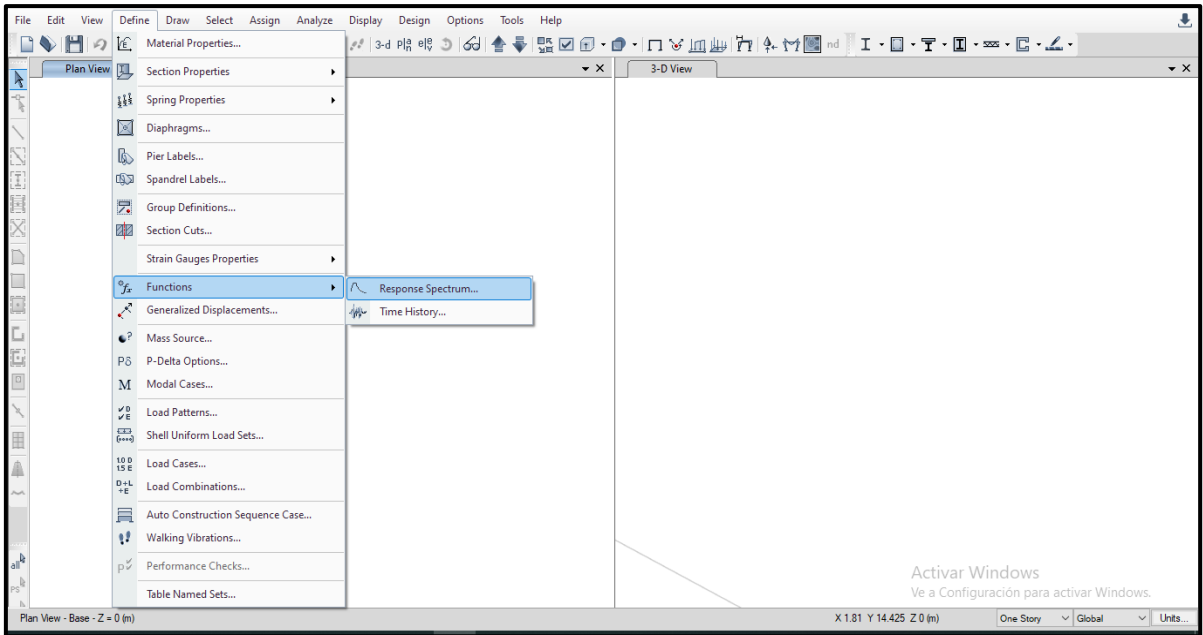 File Edit View Define Draw Select Assign Analyze Display Design Options Tools Help
3-d Plạ elẹ nd
Plan View 3-D View
Material Properties...
Section Properties
Spring Properties
Diaphragms...
Pier Labels...
Spandrel Labels...
Group Definitions...
Section Cuts...
Strain Gauges Properties
Functions
Response Spectrum...
Time History...
Generalized Displacements...
Mass Source...
Pδ P-Delta Options...
M Modal Cases...
Load Patterns...
Shell Uniform Load Sets...
Load Cases...
Load Combinations...
Auto Construction Sequence Case...
Walking Vibrations...
Performance Checks...
Table Named Sets...
all
Activar Windows
Ve a Configuración para activar Windows.
Plan View - Base - Z = 0 (m) X 1.81 Y 14.425 Z 0 (m) One Story Global Units...